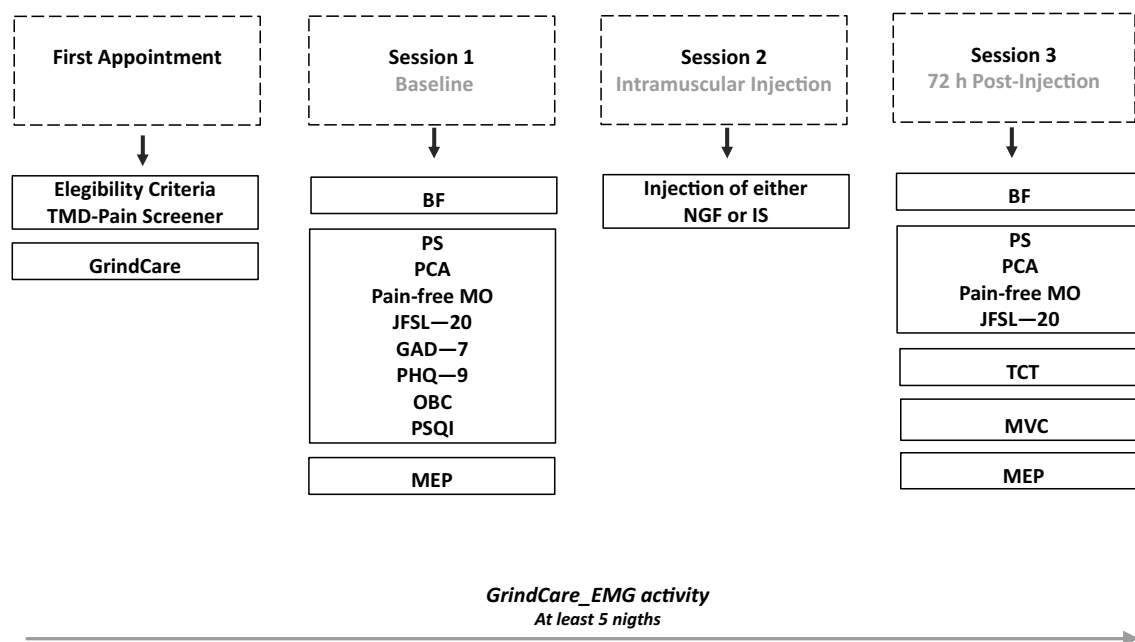 First Appointment
Elegibility Criteria
TMD-Pain Screener
GrindCare
Session 1
Baseline
BF
PS
PCA
Pain-free MO
JFSL—20
GAD—7
PHQ—9
OBC
PSQI
MEP
Session 2
Intramuscular Injection
Injection of either
NGF or IS
Session 3
72 h Post-Injection
BF
PS
PCA
Pain-free MO
JFSL—20
TCT
MVC
MEP
GrindCare_EMG activity
At least 5 nigths